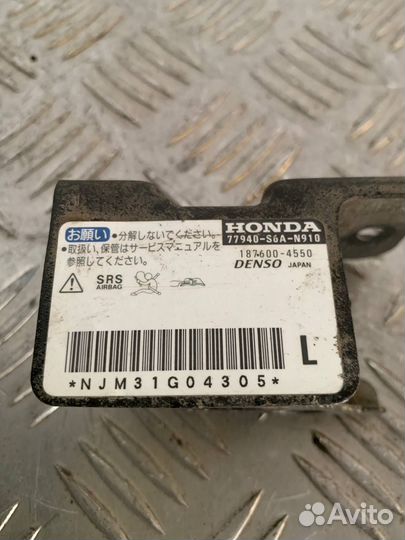 お願い
●分解しないでください。
●取扱い、保管はサービスマニュアルを
参照してください。
SRS
AIRBAG
HONDA
77940-S6A-N910
187600-4550
DENSO JAPAN
L
*NJM31G04305*
Avito